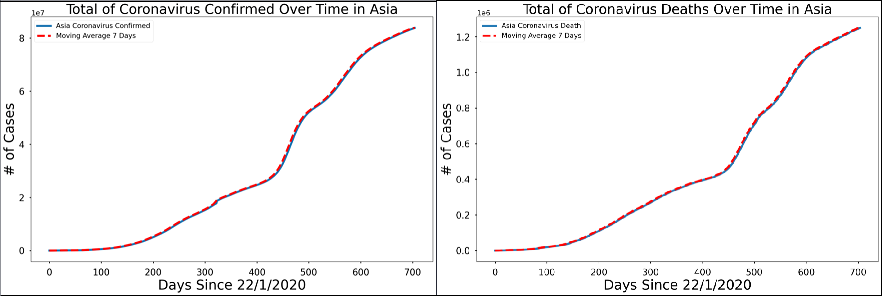 Total of Coronavirus Confirmed Over Time in Asia
1e7
Asia Coronavirus Confirmed
Moving Average 7 Days
8
6
4
2
0
# of Cases
0 100 200 300 400 500 600 700
Days Since 22/1/2020
Total of Coronavirus Deaths Over Time in Asia
1e6
Asia Coronavirus Death
Moving Average 7 Days
1.2
1.0
0.8
0.6
0.4
0.2
0.0
# of Cases
0 100 200 300 400 500 600 700
Days Since 22/1/2020